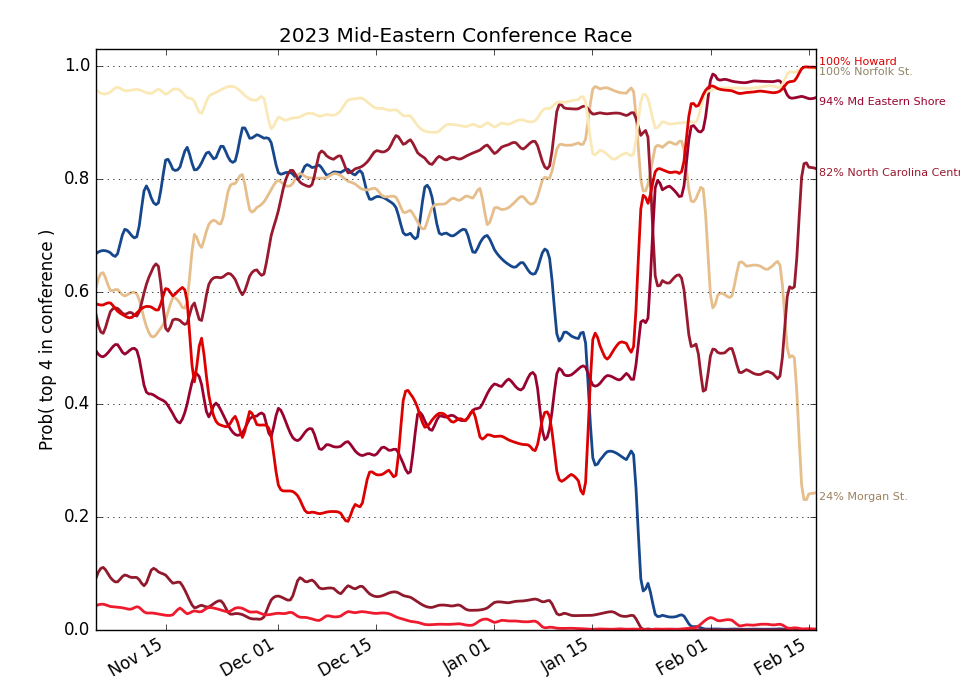 2023 Mid-Eastern Conference Race
Prob( top 4 in conference )
1.0
0.8
0.6
0.4
0.2
0.0
Nov 15
Dec 01
Dec 15
Jan 01
Jan 15
Feb 01
Feb 15
100% Howard
100% Norfolk St.
94% Md Eastern Shore
82% North Carolina Centr
24% Morgan St.